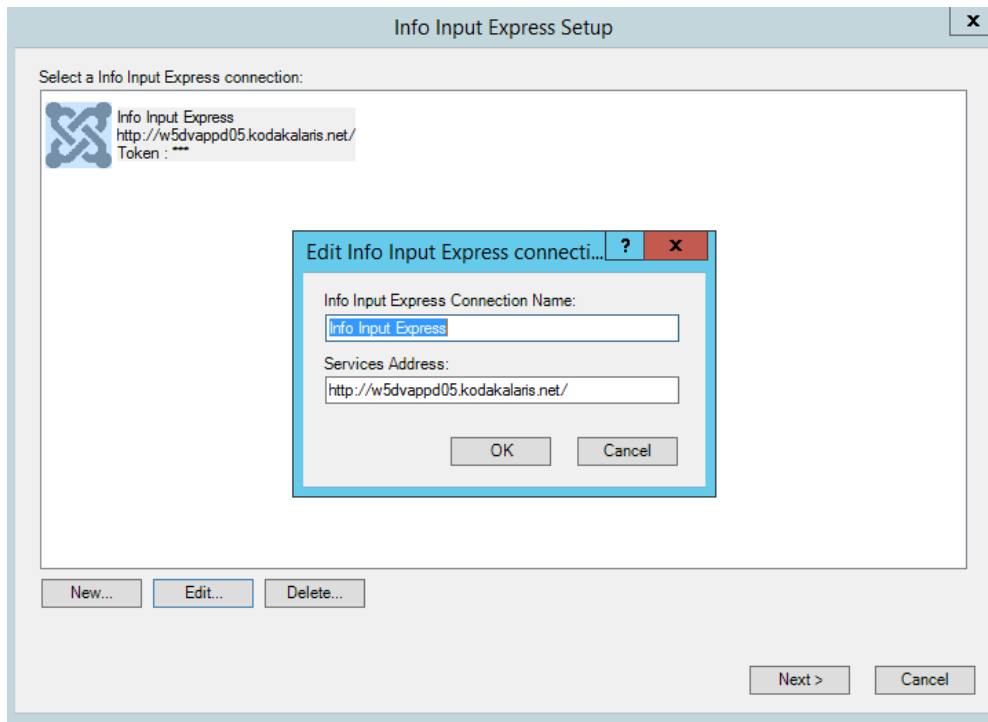 Info Input Express Setup
x
Select a Info Input Express connection:
Info Input Express
http://w5dvappd05.kodakalaris.net/
Token : ***
Edit Info Input Express connecti...
?
x
Info Input Express Connection Name:
Info Input Express
Services Address:
http://w5dvappd05.kodakalaris.net/
OK
Cancel
New...
Edit...
Delete...
Next >
Cancel